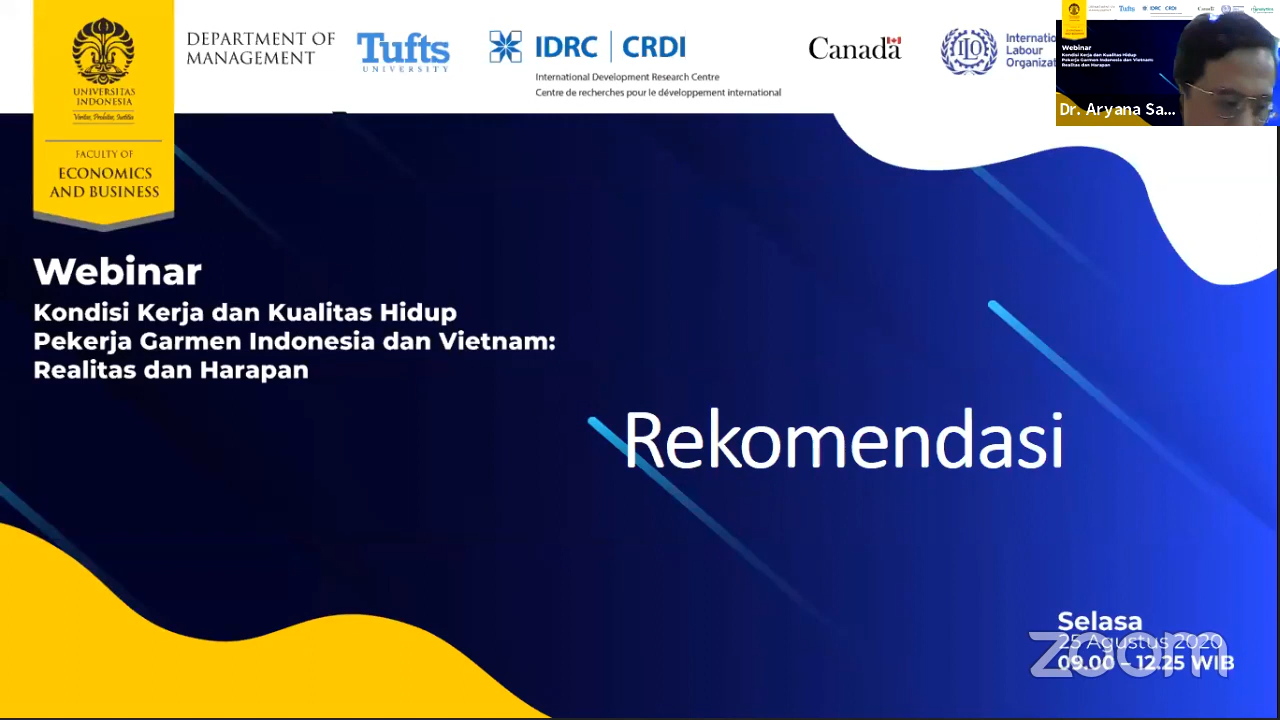 UNIVERSITAS
INDONESIA
Veritas, Probitas, Iustitia
FACULTY OF
ECONOMICS
AND BUSINESS
DEPARTMENT OF
MANAGEMENT
Tufts
UNIVERSITY
IDRC | CRDI
International Development Research Centre
Centre de recherches pour le développement international
Canada
ILO
International
Labour
Webinar
Kondisi Kerja dan Kualitas Hidup
Pekerja Garmen Indonesia dan Vietnam:
Realitas dan Harapan
Dr. Aryana Sa...
Webinar
Kondisi Kerja dan Kualitas Hidup
Pekerja Garmen Indonesia dan Vietnam:
Realitas dan Harapan
Rekomendasi
Selasa
25 Agustus 2020
09.00 – 12.25 WIB
zoom